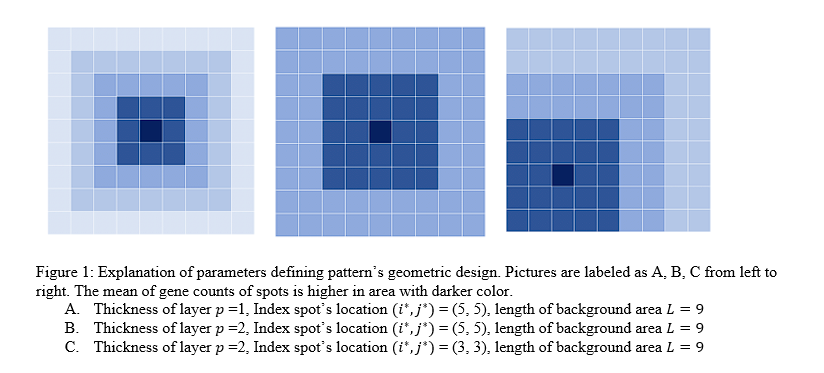 Figure 1: Explanation of parameters defining pattern's geometric design. Pictures are labeled as A, B, C from left to
right. The mean of gene counts of spots is higher in area with darker color.
A. Thickness of layer p =1, Index spot's location (i*, j*) = (5, 5), length of background area L = 9
B. Thickness of layer p =2, Index spot's location (i*, j*) = (5, 5), length of background area L = 9
C. Thickness of layer p =2, Index spot's location (i*, j*) = (3, 3), length of background area L = 9